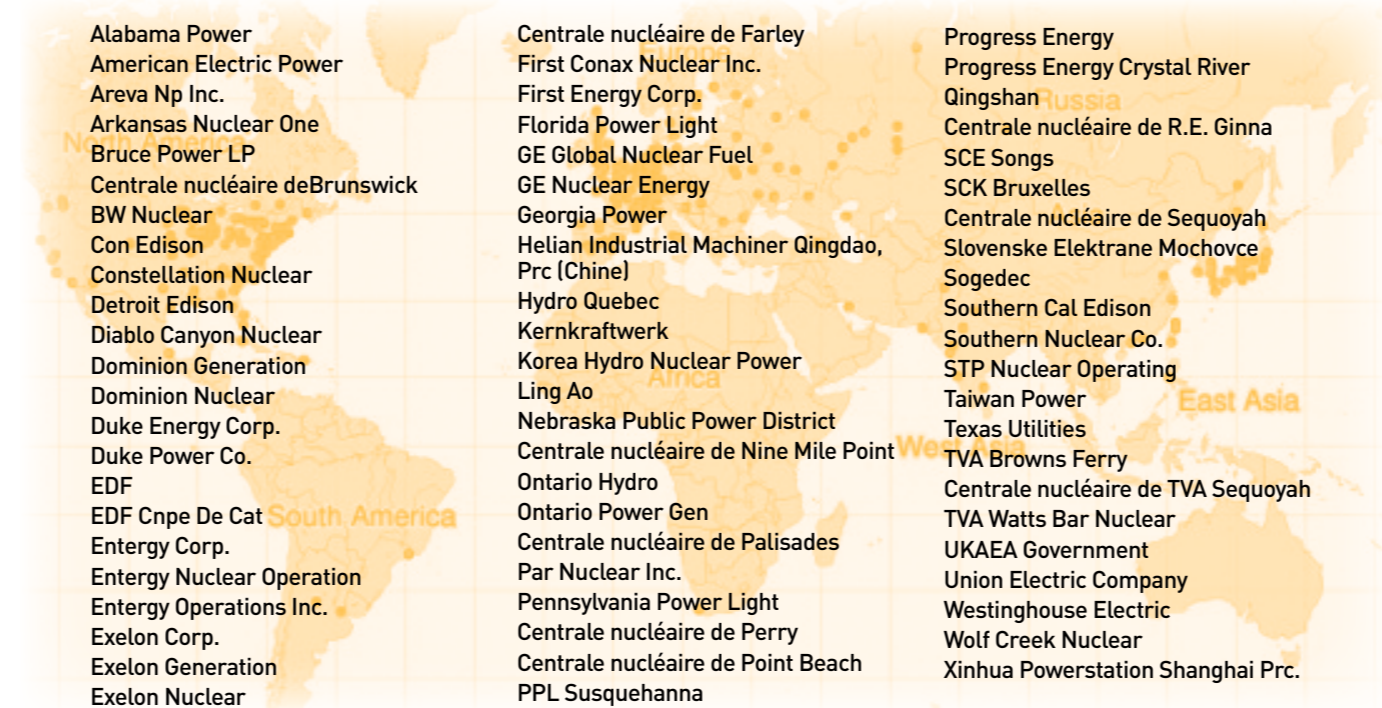 Alabama Power
American Electric Power
Areva Np Inc.
Arkansas Nuclear One
Bruce Power LP
Centrale nucléaire deBrunswick
BW Nuclear
Con Edison
Constellation Nuclear
Detroit Edison
Diablo Canyon Nuclear
Dominion Generation
Dominion Nuclear
Duke Energy Corp.
Duke Power Co.
EDF
EDF Cnpe De Cat
Entergy Corp.
Entergy Nuclear Operation
Entergy Operations Inc.
Exelon Corp.
Exelon Generation
Exelon Nuclear
Centrale nucléaire de Farley
First Conax Nuclear Inc.
First Energy Corp.
Florida Power Light
GE Global Nuclear Fuel
GE Nuclear Energy
Georgia Power
Helian Industrial Machiner Qingdao,
Prc (Chine)
Hydro Quebec
Kernkraftwerk
Korea Hydro Nuclear Power
Ling Ao
Nebraska Public Power District
Centrale nucléaire de Nine Mile Point
Ontario Hydro
Ontario Power Gen
Centrale nucléaire de Palisades
Par Nuclear Inc.
Pennsylvania Power Light
Centrale nucléaire de Perry
Centrale nucléaire de Point Beach
PPL Susquehanna
Progress Energy
Progress Energy Crystal River
Qingshan
Centrale nucléaire de R.E. Ginna
SCE Songs
SCK Bruxelles
Centrale nucléaire de Sequoyah
Slovenske Elektrane Mochovce
Sogedec
Southern Cal Edison
Southern Nuclear Co.
STP Nuclear Operating
Taiwan Power
Texas Utilities
TVA Browns Ferry
Centrale nucléaire de TVA Sequoyah
TVA Watts Bar Nuclear
UKAEA Government
Union Electric Company
Westinghouse Electric
Wolf Creek Nuclear
Xinhua Powerstation Shanghai Prc.
North America
South America
Europe
Africa
Russia
West Asia
East Asia